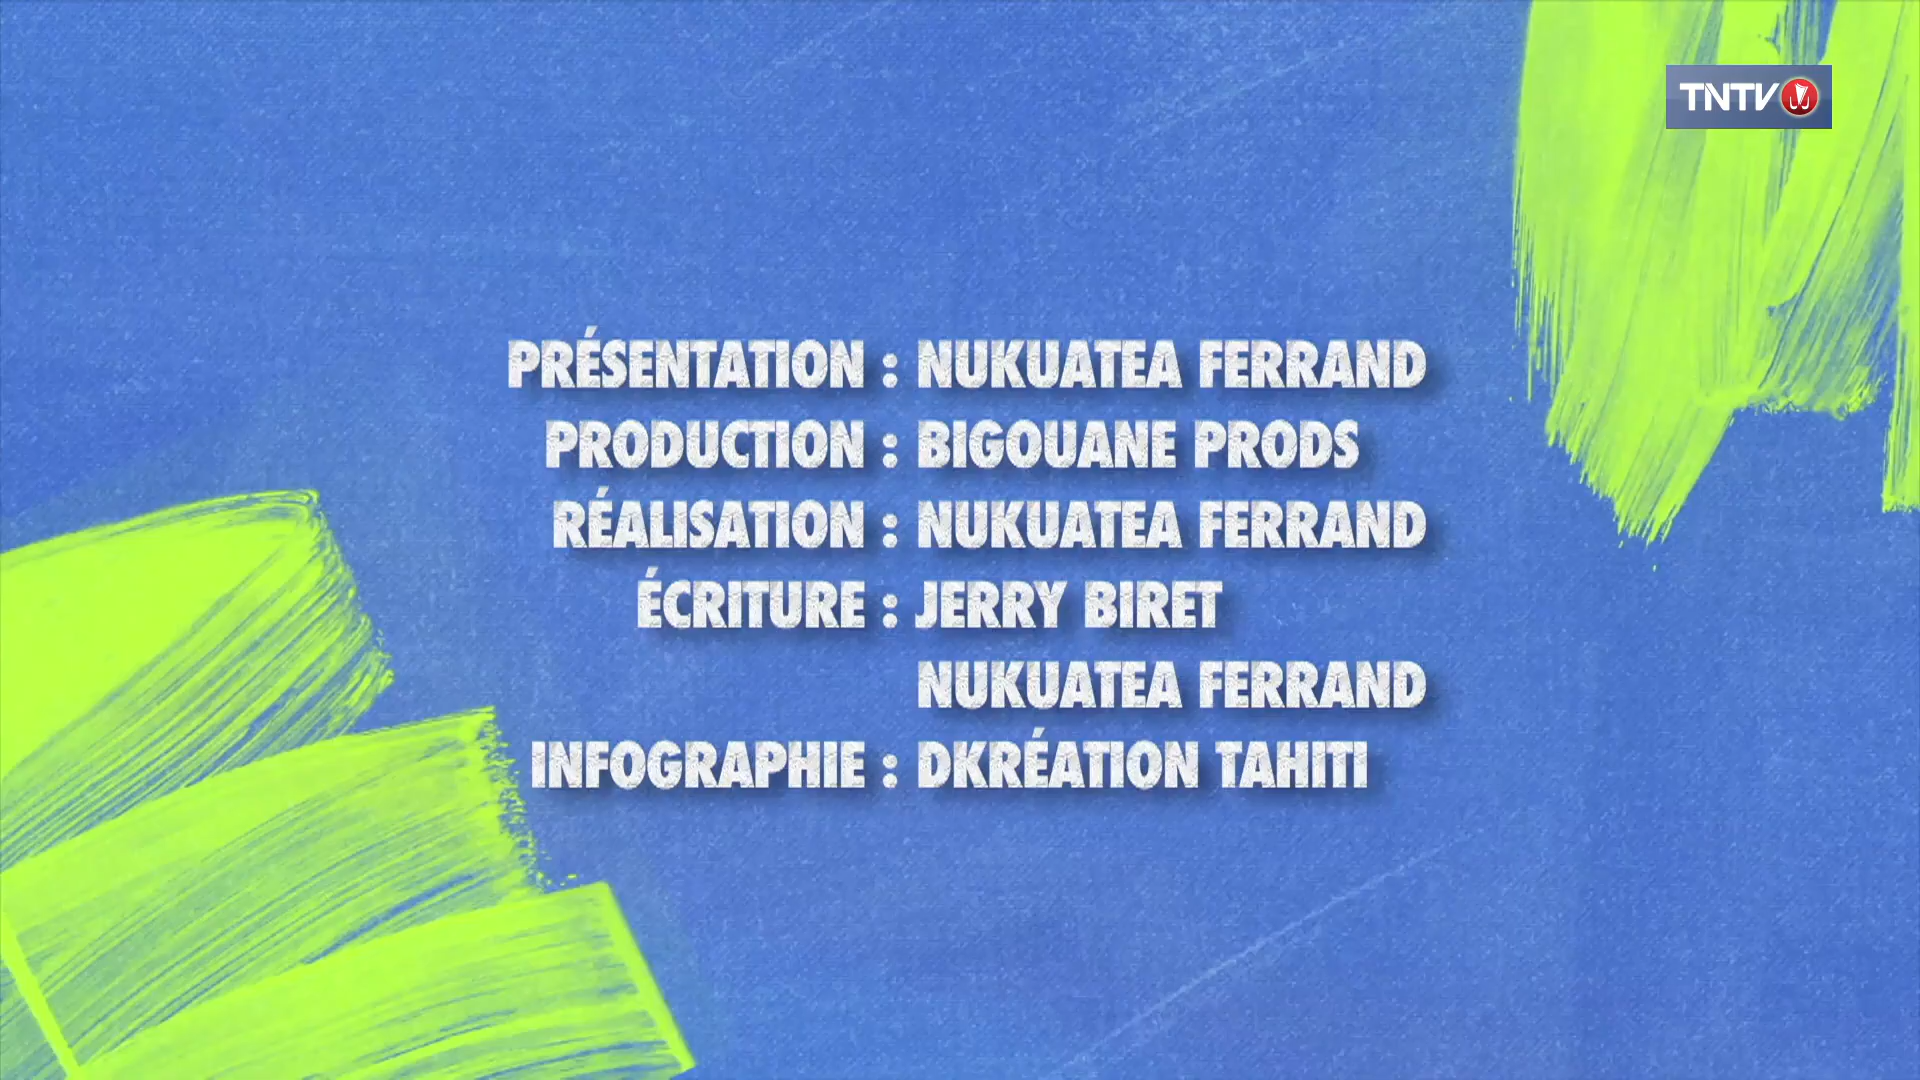 TNTV
PRÉSENTATION : NUKUATEA FERRAND
PRODUCTION : BIGOUANE PRODS
RÉALISATION : NUKUATEA FERRAND
ÉCRITURE : JERRY BIRET
NUKUATEA FERRAND
INFOGRAPHIE : DKRÉATION TAHITI